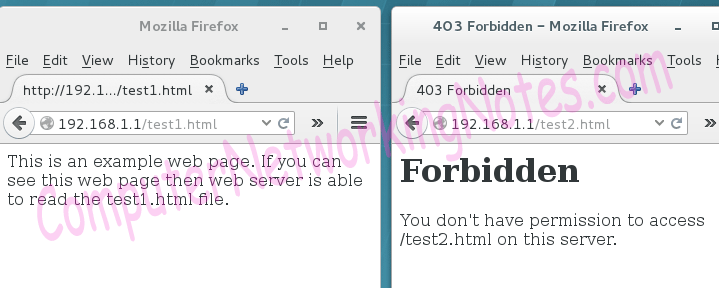 Mozilla Firefox
File Edit View History Bookmarks Tools Help
http://192.1.../test1.html
192.168.1.1/test1.html
This is an example web page. If you can
see this web page then web server is able
to read the test1.html file.
403 Forbidden - Mozilla Firefox
File Edit View History Bookmarks Tools Help
403 Forbidden
192.168.1.1/test2.html
Forbidden
You don't have permission to access
/test2.html on this server.
ComputerNetworkingNotes.com